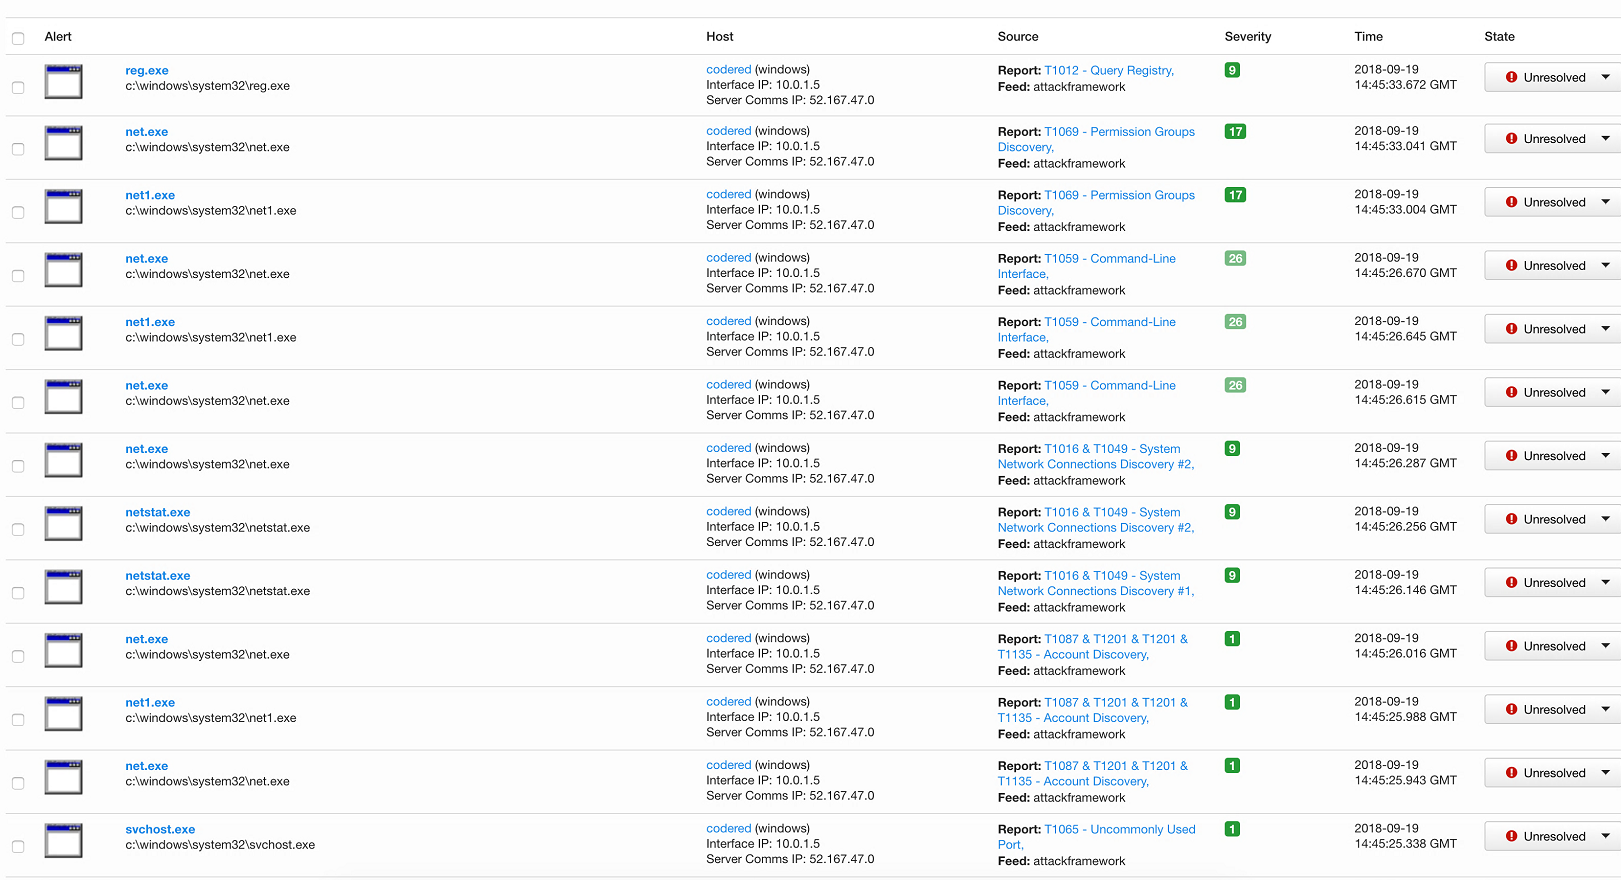 Alert Host Source Severity Time State
reg.exe codered (windows) Report: T1012 - Query Registry, 9 2018-09-19 Unresolved
c:\windows\system32\reg.exe Interface IP: 10.0.1.5 Feed: attackframework 14:45:33.672 GMT
Server Comms IP: 52.167.47.0
net.exe codered (windows) Report: T1069 - Permission Groups 17 2018-09-19 Unresolved
c:\windows\system32\net.exe Interface IP: 10.0.1.5 Discovery, 14:45:33.041 GMT
Server Comms IP: 52.167.47.0 Feed: attackframework
net1.exe codered (windows) Report: T1069 - Permission Groups 17 2018-09-19 Unresolved
c:\windows\system32\net1.exe Interface IP: 10.0.1.5 Discovery, 14:45:33.004 GMT
Server Comms IP: 52.167.47.0 Feed: attackframework
net.exe codered (windows) Report: T1059 - Command-Line 26 2018-09-19 Unresolved
c:\windows\system32\net.exe Interface IP: 10.0.1.5 Interface, 14:45:26.670 GMT
Server Comms IP: 52.167.47.0 Feed: attackframework
net1.exe codered (windows) Report: T1059 - Command-Line 26 2018-09-19 Unresolved
c:\windows\system32\net1.exe Interface IP: 10.0.1.5 Interface, 14:45:26.645 GMT
Server Comms IP: 52.167.47.0 Feed: attackframework
net.exe codered (windows) Report: T1059 - Command-Line 26 2018-09-19 Unresolved
c:\windows\system32\net.exe Interface IP: 10.0.1.5 Interface, 14:45:26.615 GMT
Server Comms IP: 52.167.47.0 Feed: attackframework
net.exe codered (windows) Report: T1016 & T1049 - System 9 2018-09-19 Unresolved
c:\windows\system32\net.exe Interface IP: 10.0.1.5 Network Connections Discovery #2, 14:45:26.287 GMT
Server Comms IP: 52.167.47.0 Feed: attackframework
netstat.exe codered (windows) Report: T1016 & T1049 - System 9 2018-09-19 Unresolved
c:\windows\system32\netstat.exe Interface IP: 10.0.1.5 Network Connections Discovery #2, 14:45:26.256 GMT
Server Comms IP: 52.167.47.0 Feed: attackframework
netstat.exe codered (windows) Report: T1016 & T1049 - System 9 2018-09-19 Unresolved
c:\windows\system32\netstat.exe Interface IP: 10.0.1.5 Network Connections Discovery #1, 14:45:26.146 GMT
Server Comms IP: 52.167.47.0 Feed: attackframework
net.exe codered (windows) Report: T1087 & T1201 & T1201 & 1 2018-09-19 Unresolved
c:\windows\system32\net.exe Interface IP: 10.0.1.5 T1135 - Account Discovery, 14:45:26.016 GMT
Server Comms IP: 52.167.47.0 Feed: attackframework
net1.exe codered (windows) Report: T1087 & T1201 & T1201 & 1 2018-09-19 Unresolved
c:\windows\system32\net1.exe Interface IP: 10.0.1.5 T1135 - Account Discovery, 14:45:25.988 GMT
Server Comms IP: 52.167.47.0 Feed: attackframework
net.exe codered (windows) Report: T1087 & T1201 & T1201 & 1 2018-09-19 Unresolved
c:\windows\system32\net.exe Interface IP: 10.0.1.5 T1135 - Account Discovery, 14:45:25.943 GMT
Server Comms IP: 52.167.47.0 Feed: attackframework
svchost.exe codered (windows) Report: T1065 - Uncommonly Used 1 2018-09-19 Unresolved
c:\windows\system32\svchost.exe Interface IP: 10.0.1.5 Port, 14:45:25.338 GMT
Server Comms IP: 52.167.47.0 Feed: attackframework